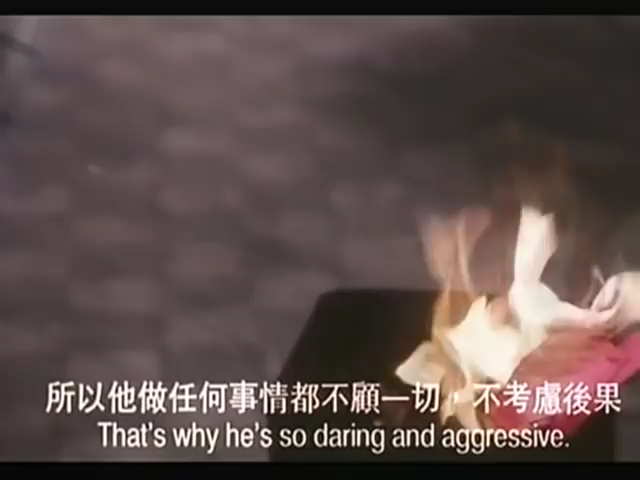 所以他做任何事情都不顧一切，不考慮後果
That's why he's so daring and aggressive.